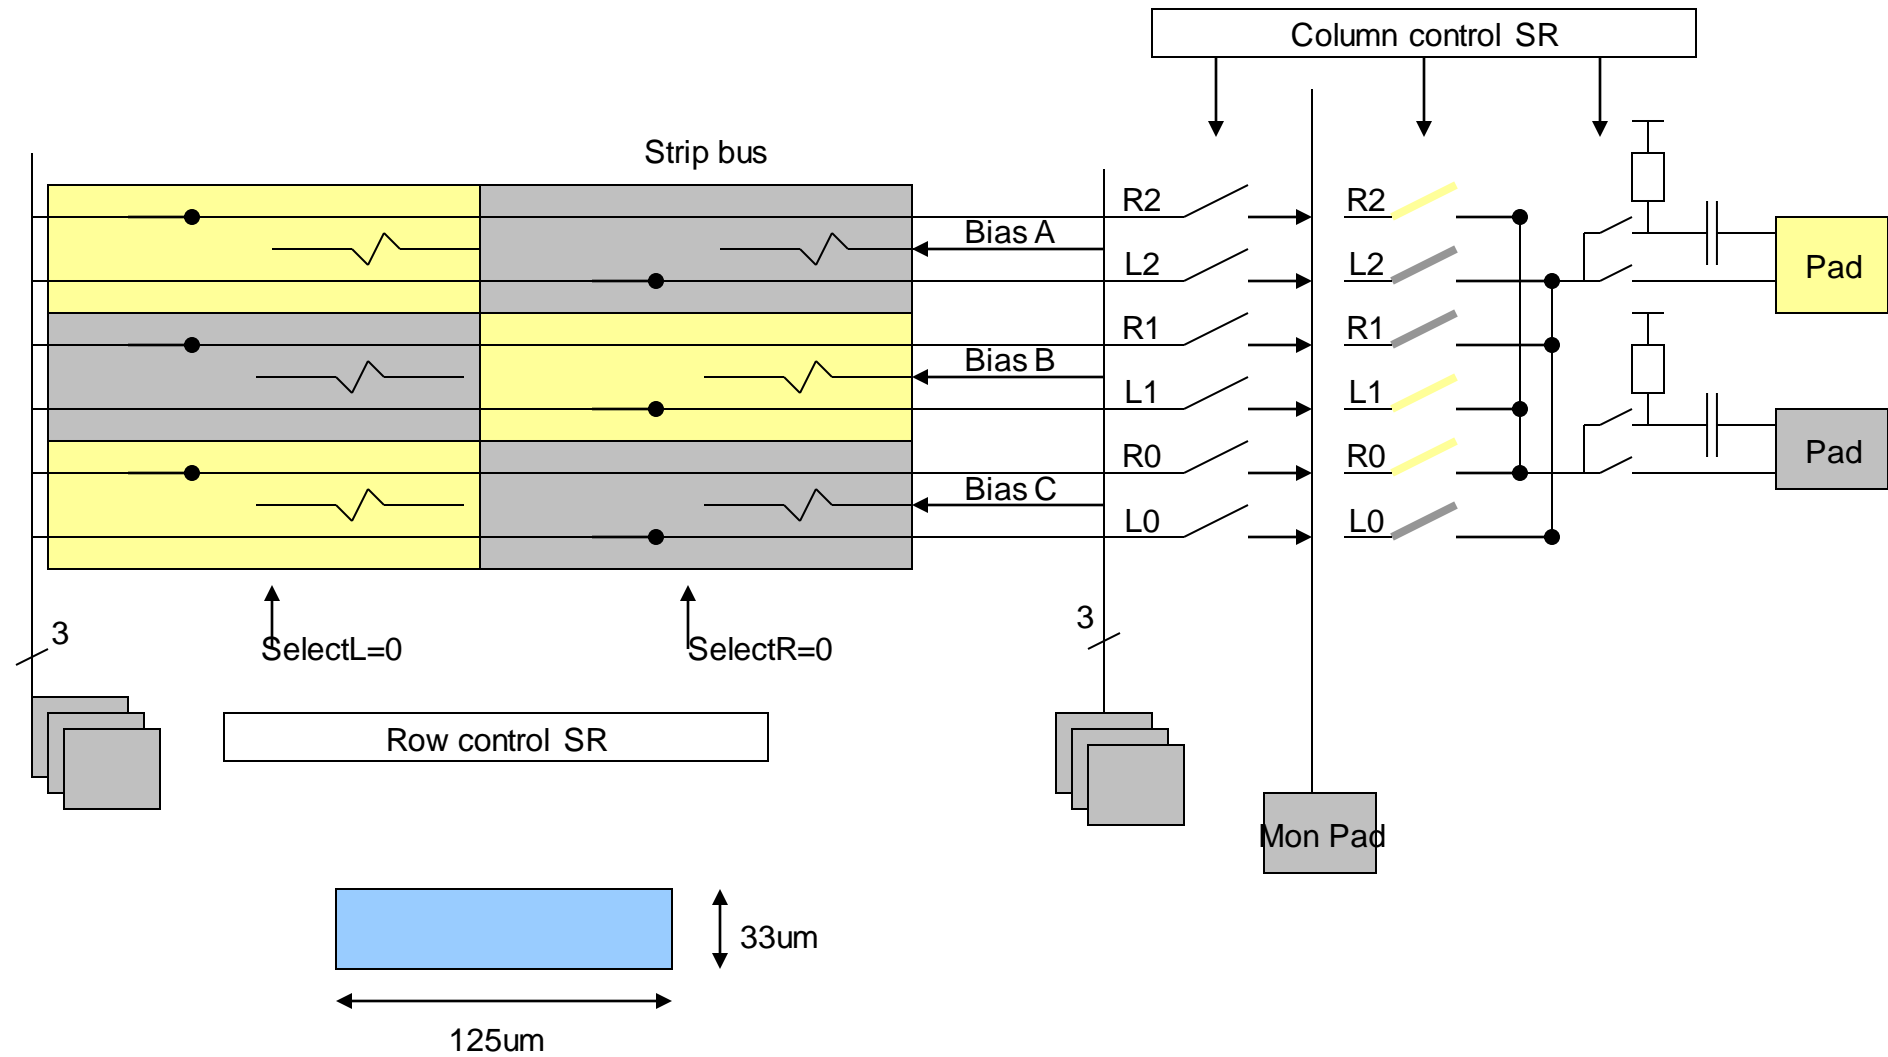 Column control SR
Strip bus
R2
R2
Bias A
L2
L2
Pad
R1
R1
Bias B
L1
L1
R0
R0
Pad
Bias C
L0
L0
3
3
SelectL=0
SelectR=0
Row control SR
Mon Pad
33um
125um